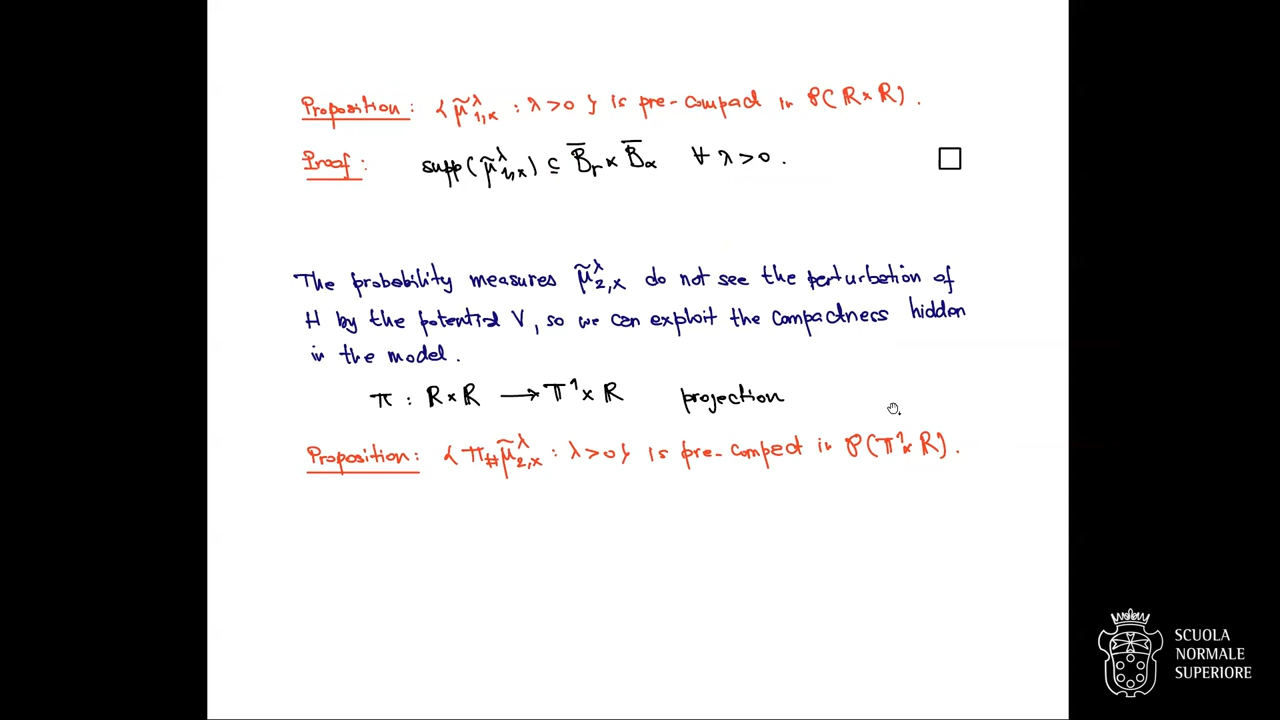 Proposition: { μ̃^λ_{1,x} : λ>0 } is pre-compact in P(R×R).
Proof: supp(μ̃^λ_{1,x}) ⊆ B̅_r × B̅_α ∀ λ>0. □
The probability measures μ̃^λ_{2,x} do not see the perturbation of
H by the potential V, so we can exploit the compactness hidden
in the model.
π : R×R ⟶ T^1×R projection
Proposition: { π_# μ̃^λ_{2,x} : λ>0 } is pre-compact in P(T^1×R).
SCUOLA
NORMALE
SUPERIORE